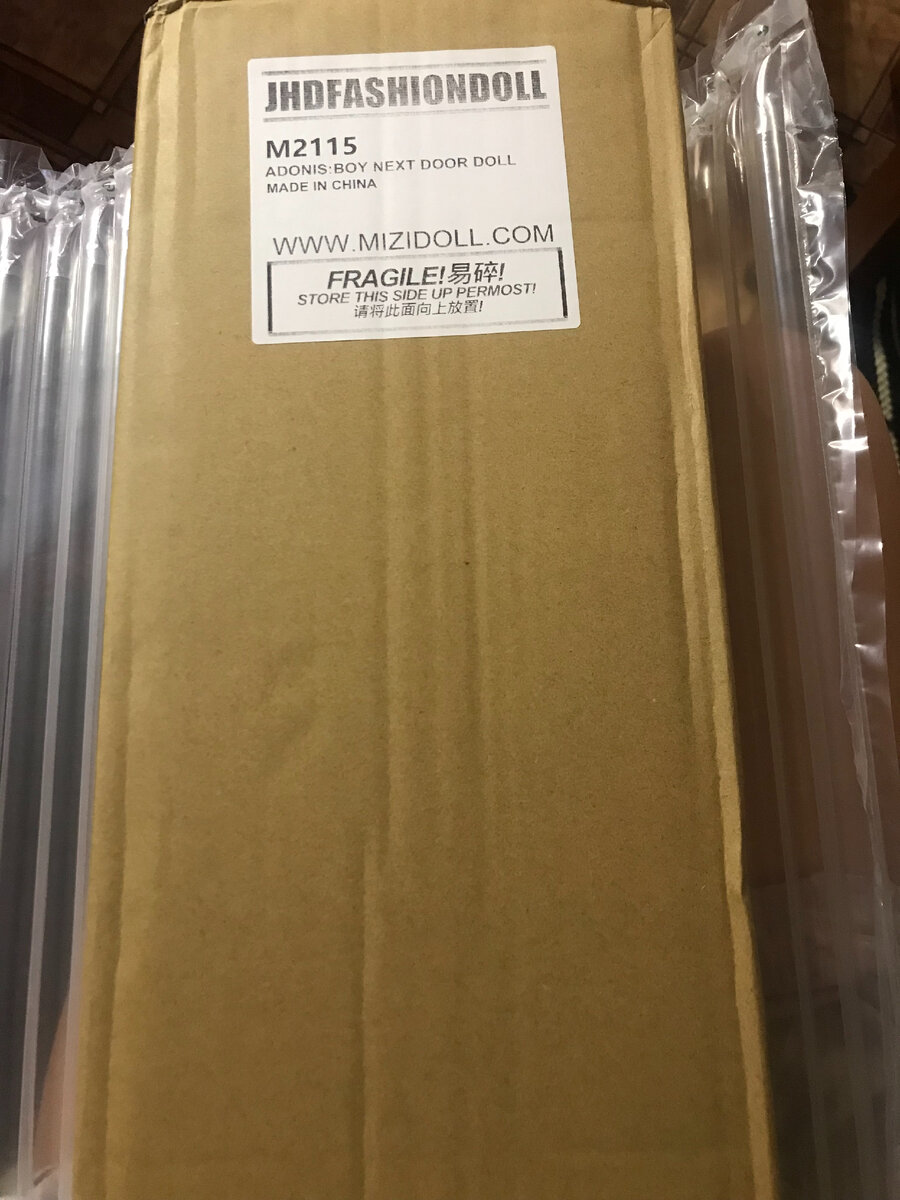 JHDFASHIONDOLL
M2115
ADONIS:BOY NEXT DOOR DOLL
MADE IN CHINA
WWW.MIZIDOLL.COM
FRAGILE!易碎!
STORE THIS SIDE UP PERMOST!
请将此面向上放置!